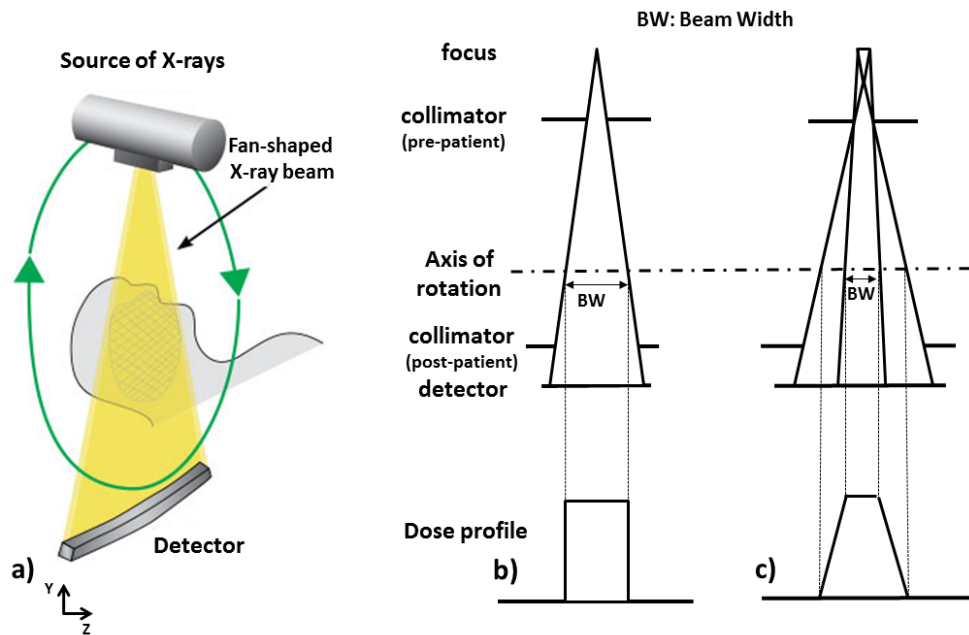 BW: Beam Width
Source of X-rays
Fan-shaped
X-ray beam
Detector
a)
Y
Z
focus
collimator
(pre-patient)
Axis of
rotation
collimator
(post-patient)
detector
Dose profile
BW
b)
BW
c)